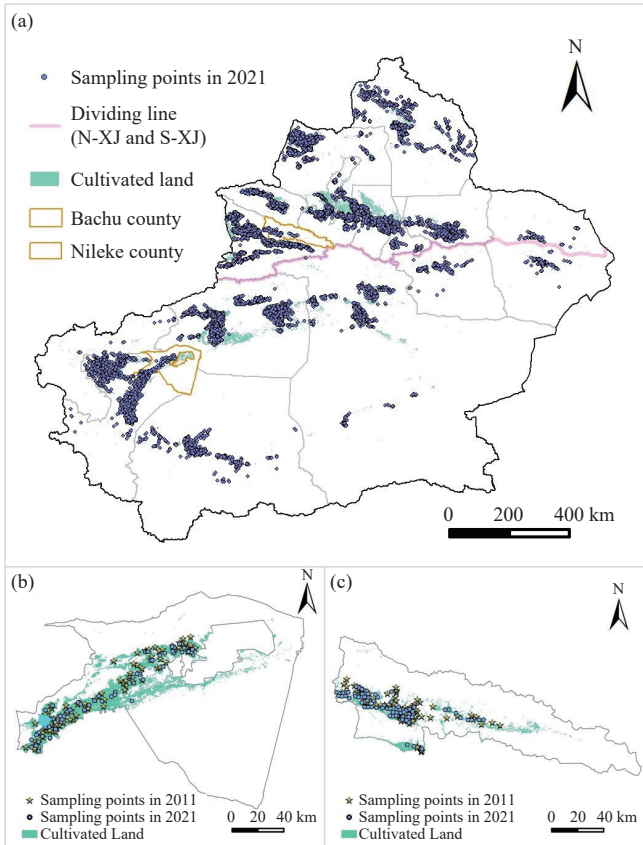 (a)
N
Sampling points in 2021
Dividing line
(N-XJ and S-XJ)
Cultivated land
Bachu county
Nileke county
0 200 400 km
(b)
N
Sampling points in 2011
Sampling points in 2021
Cultivated Land
0 20 40 km
(c)
N
Sampling points in 2011
Sampling points in 2021
Cultivated Land
0 20 40 km